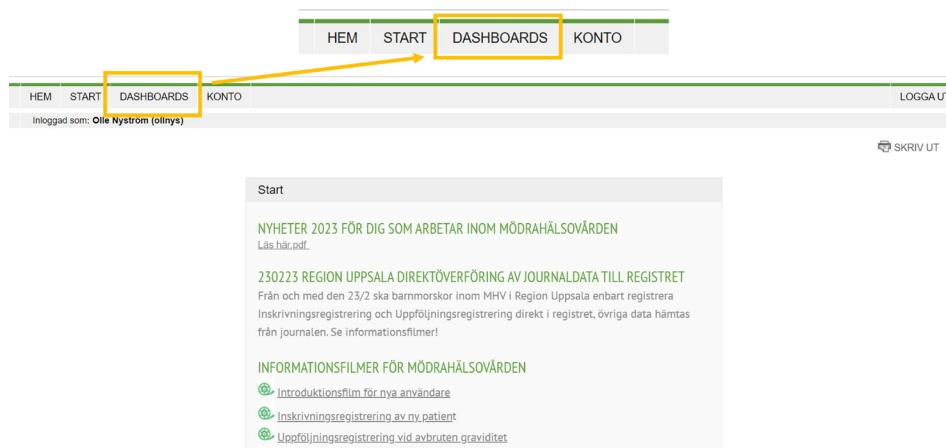 HEM START DASHBOARDS KONTO
HEM START DASHBOARDS KONTO LOGGA UT
Inloggad som: Olle Nyström (ollnys)
SKRIV UT
Start
NYHETER 2023 FÖR DIG SOM ARBETAR INOM MÖDRAHÄLSOVÅRDEN
Läs här.pdf
230223 REGION UPPSALA DIREKTÖVERFÖRING AV JOURNALDATA TILL REGISTRET
Från och med den 23/2 ska barnmorskor inom MHV i Region Uppsala enbart registrera
Inskrivningsregistrering och Uppföljningsregistrering direkt i registret, övriga data hämtas
från journalen. Se informationsfilmer!
INFORMATIONSFILMER FÖR MÖDRAHÄLSOVÅRDEN
Introduktionsfilm för nya användare
Inskrivningsregistrering av ny patient
Uppföljningsregistrering vid avbruten graviditet